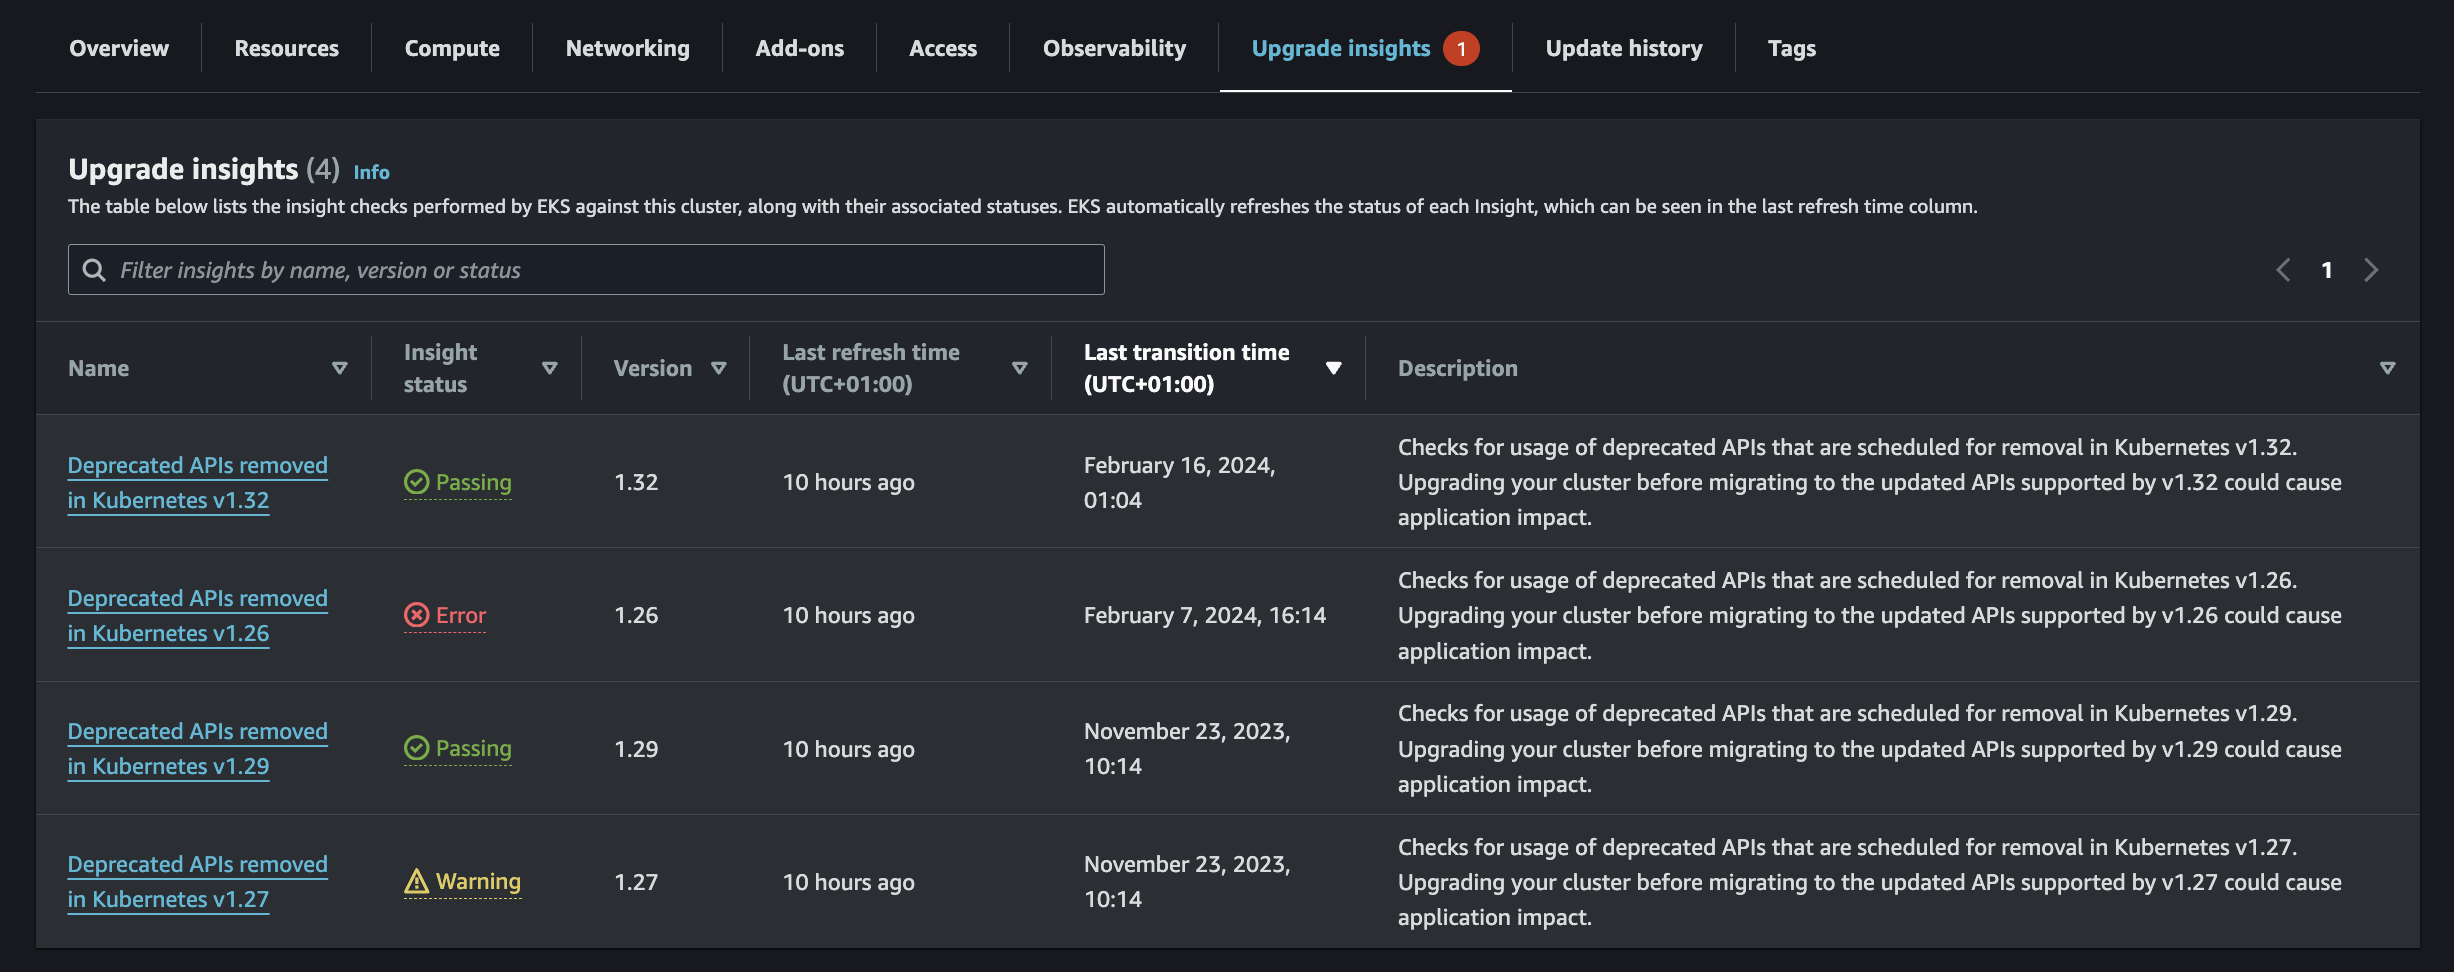 Overview
Resources
Compute
Networking
Add-ons
Access
Observability
Upgrade insights 1
Update history
Tags
Upgrade insights (4) Info
The table below lists the insight checks performed by EKS against this cluster, along with their associated statuses. EKS automatically refreshes the status of each Insight, which can be seen in the last refresh time column.
Filter insights by name, version or status
1
Name
Insight
status
Version
Last refresh time
(UTC+01:00)
Last transition time
(UTC+01:00)
Description
Deprecated APIs removed
in Kubernetes v1.32
Passing
1.32
10 hours ago
February 16, 2024,
01:04
Checks for usage of deprecated APIs that are scheduled for removal in Kubernetes v1.32.
Upgrading your cluster before migrating to the updated APIs supported by v1.32 could cause
application impact.
Deprecated APIs removed
in Kubernetes v1.26
Error
1.26
10 hours ago
February 7, 2024, 16:14
Checks for usage of deprecated APIs that are scheduled for removal in Kubernetes v1.26.
Upgrading your cluster before migrating to the updated APIs supported by v1.26 could cause
application impact.
Deprecated APIs removed
in Kubernetes v1.29
Passing
1.29
10 hours ago
November 23, 2023,
10:14
Checks for usage of deprecated APIs that are scheduled for removal in Kubernetes v1.29.
Upgrading your cluster before migrating to the updated APIs supported by v1.29 could cause
application impact.
Deprecated APIs removed
in Kubernetes v1.27
Warning
1.27
10 hours ago
November 23, 2023,
10:14
Checks for usage of deprecated APIs that are scheduled for removal in Kubernetes v1.27.
Upgrading your cluster before migrating to the updated APIs supported by v1.27 could cause
application impact.